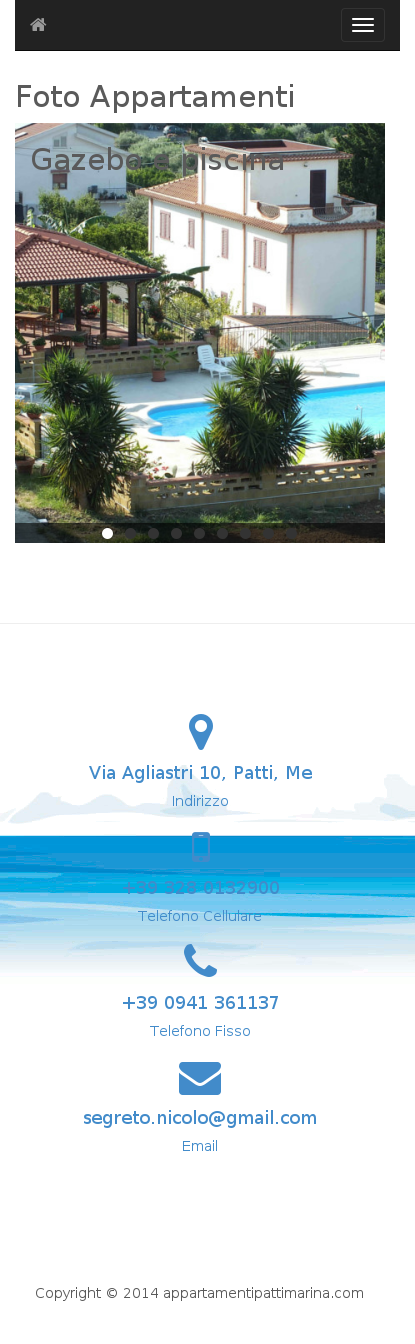 Foto Appartamenti
Gazebo e piscina
Via Agliastri 10, Patti, Me
Indirizzo
+39 328 0132900
Telefono Cellulare
+39 0941 361137
Telefono Fisso
segreto.nicolo@gmail.com
Email
Copyright © 2014 appartamentipattimarina.com